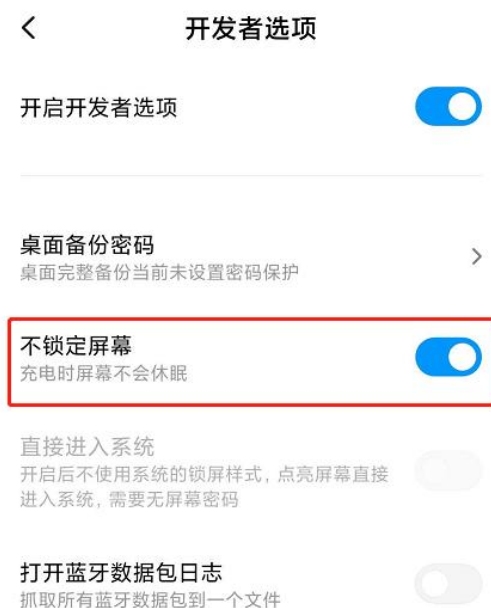 开发者选项
开启开发者选项
桌面备份密码
桌面完整备份当前未设置密码保护
不锁定屏幕
充电时屏幕不会休眠
直接进入系统
开启后不使用系统的锁屏样式，点亮屏幕直接
进入系统，需要无屏幕密码
打开蓝牙数据包日志
抓取所有蓝牙数据包到一个文件